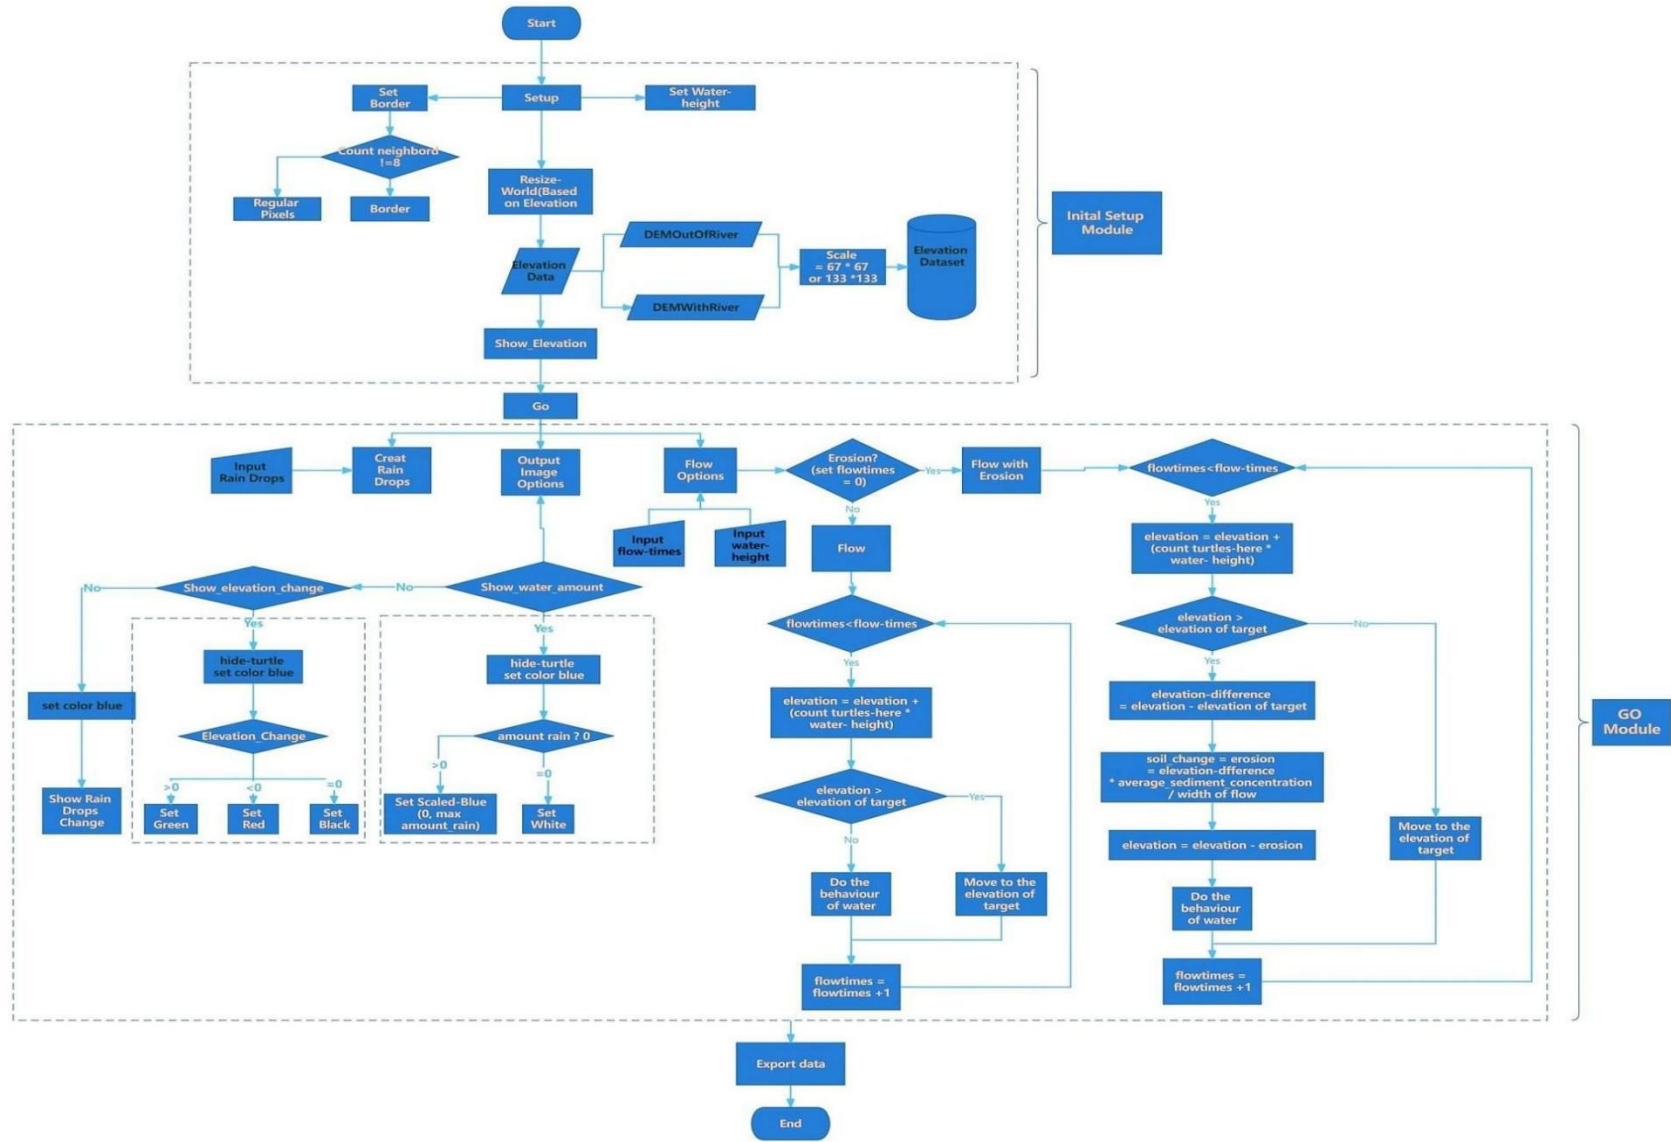 Start
Set
Border
Setup
Set Water-
height
Count neighbord
!=8
Resize-
World(Based
on Elevation
Regular
Pixels
Border
Inital Setup
Module
DEMOutOfRiver
Elevation
Data
Scale
= 67 * 67
or 133 *133
Elevation
Dataset
DEMWithRiver
Show_Elevation
Go
Input
Rain Drops
Creat
Rain
Drops
Output
Image
Options
Flow
Options
Erosion?
(set flowtimes
= 0)
Yes
Flow with
Erosion
flowtimes<flow-times
No
Yes
Input
flow-times
Input
water-
height
Flow
elevation = elevation +
(count turtles-here *
water- height)
No
Show_elevation_change
No
Show_water_amount
Yes
Yes
flowtimes<flow-times
elevation >
elevation of target
No
Yes
Yes
hide-turtle
set color blue
hide-turtle
set color blue
set color blue
elevation = elevation +
(count turtles-here *
water- height)
elevation-difference
= elevation - elevation of target
GO
Module
Elevation_Change
amount rain ? 0
>0
<0
=0
>0
=0
soil_change = erosion
= elevation-dfference
* average_sediment_concentration
/ width of flow
Show Rain
Drops
Change
Set
Green
Set
Red
Set
Black
Set Scaled-Blue
(0, max
amount_rain)
Set
White
elevation >
elevation of target
Yes
No
elevation = elevation - erosion
Move to the
elevation of
target
Do the
behaviour
of water
Move to the
elevation of
target
Do the
behaviour
of water
flowtimes =
flowtimes +1
flowtimes =
flowtimes +1
Export data
End